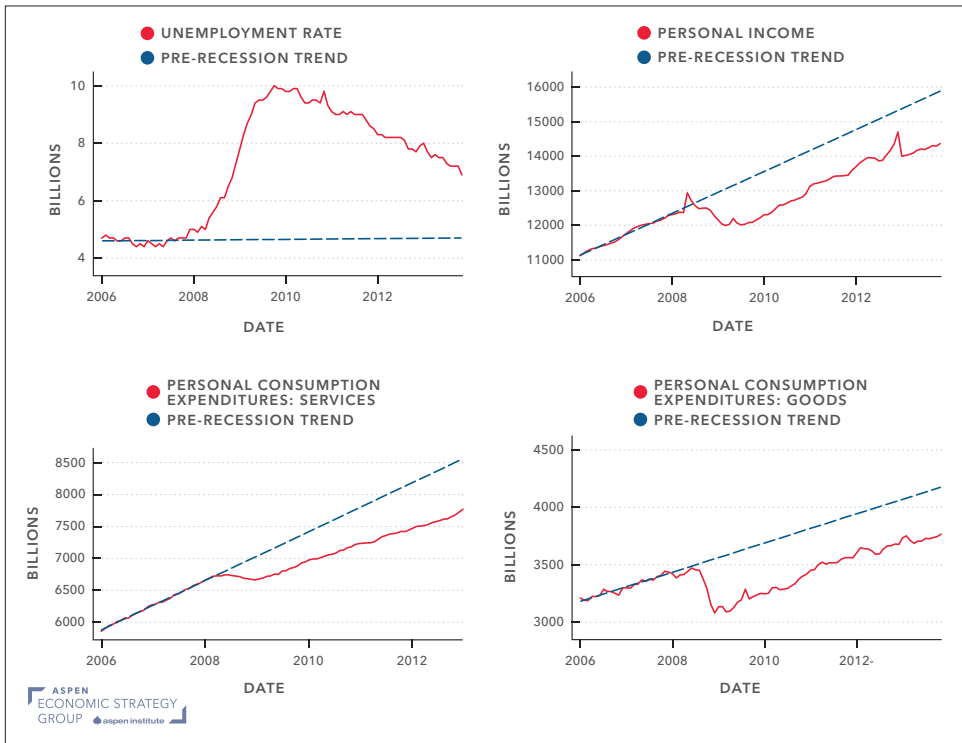 UNEMPLOYMENT RATE
PRE-RECESSION TREND
10
8
6
4
BILLIONS
2006
2008
2010
2012
DATE
PERSONAL INCOME
PRE-RECESSION TREND
16000
15000
14000
13000
12000
11000
BILLIONS
2006
2008
2010
2012
DATE
PERSONAL CONSUMPTION
EXPENDITURES: SERVICES
PRE-RECESSION TREND
8500
8000
7500
7000
6500
6000
BILLIONS
2006
2008
2010
2012
DATE
PERSONAL CONSUMPTION
EXPENDITURES: GOODS
PRE-RECESSION TREND
4500
4000
3500
3000
BILLIONS
2006
2008
2010
2012-
DATE
ASPEN
ECONOMIC STRATEGY
GROUP aspen institute